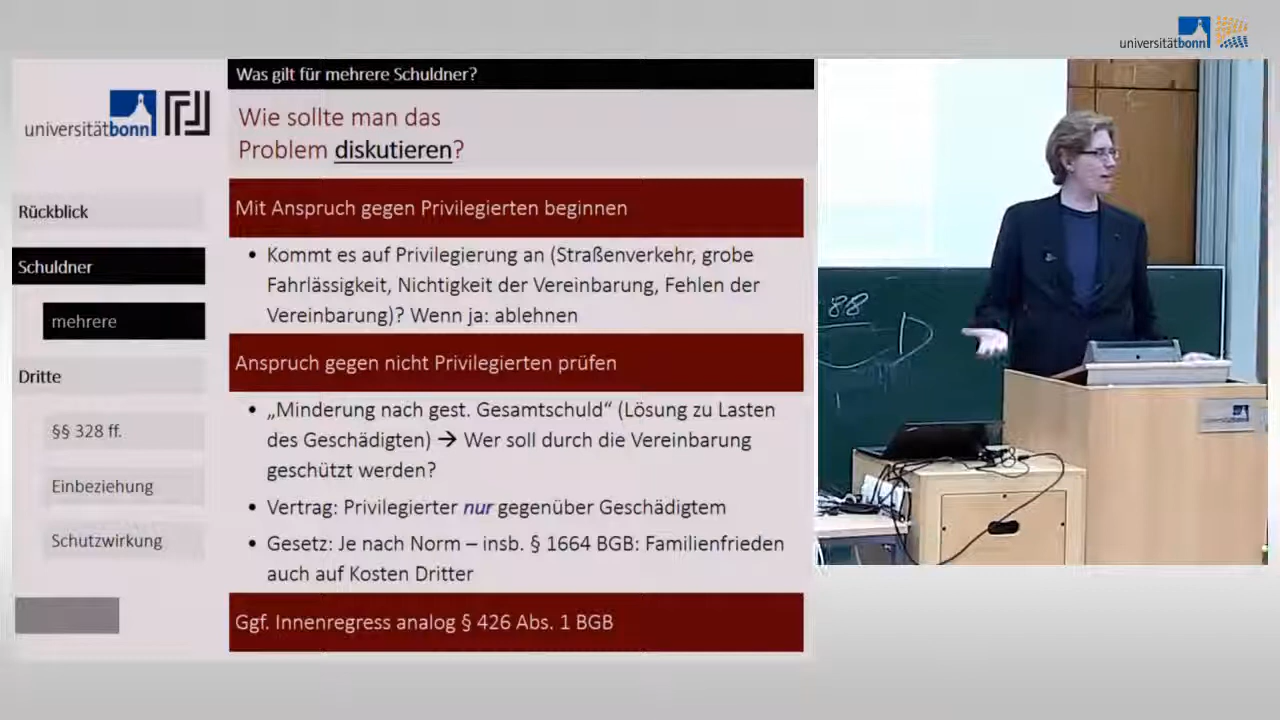 universitätbonn
Was gilt für mehrere Schuldner?
universitätbonn
Wie sollte man das
Problem diskutieren?
Rückblick
Schuldner
mehrere
Dritte
§§ 328 ff.
Einbeziehung
Schutzwirkung
Mit Anspruch gegen Privilegierten beginnen
• Kommt es auf Privilegierung an (Straßenverkehr, grobe
Fahrlässigkeit, Nichtigkeit der Vereinbarung, Fehlen der
Vereinbarung)? Wenn ja: ablehnen
Anspruch gegen nicht Privilegierten prüfen
• „Minderung nach gest. Gesamtschuld“ (Lösung zu Lasten
des Geschädigten) → Wer soll durch die Vereinbarung
geschützt werden?
• Vertrag: Privilegierter nur gegenüber Geschädigtem
• Gesetz: Je nach Norm – insb. § 1664 BGB: Familienfrieden
auch auf Kosten Dritter
Ggf. Innenregress analog § 426 Abs. 1 BGB
88